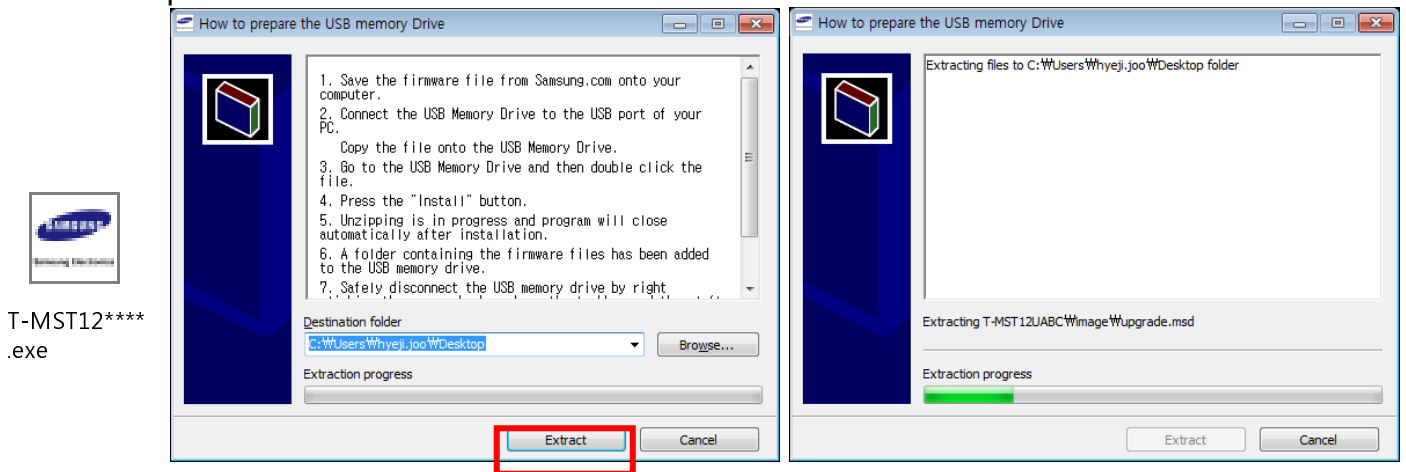 How to prepare the USB memory Drive
1. Save the firmware file from Samsung.com onto your
computer.
2. Connect the USB Memory Drive to the USB port of your
PC.
Copy the file onto the USB Memory Drive.
3. Go to the USB Memory Drive and then double click the
file.
4. Press the "Install" button.
5. Unzipping is in progress and program will close
automatically after installation.
6. A folder containing the firmware files has been added
to the USB memory drive.
7. Safely disconnect the USB memory drive by right
Destination folder
C:₩Users₩hyeji.joo₩Desktop
Browse...
Extraction progress
Extract
Cancel
SAMSUNG
Samsung Electronics
T-MST12****
.exe
How to prepare the USB memory Drive
Extracting files to C:₩Users₩hyeji.joo₩Desktop folder
Extracting T-MST12UABC₩image₩upgrade.msd
Extraction progress
Extract
Cancel